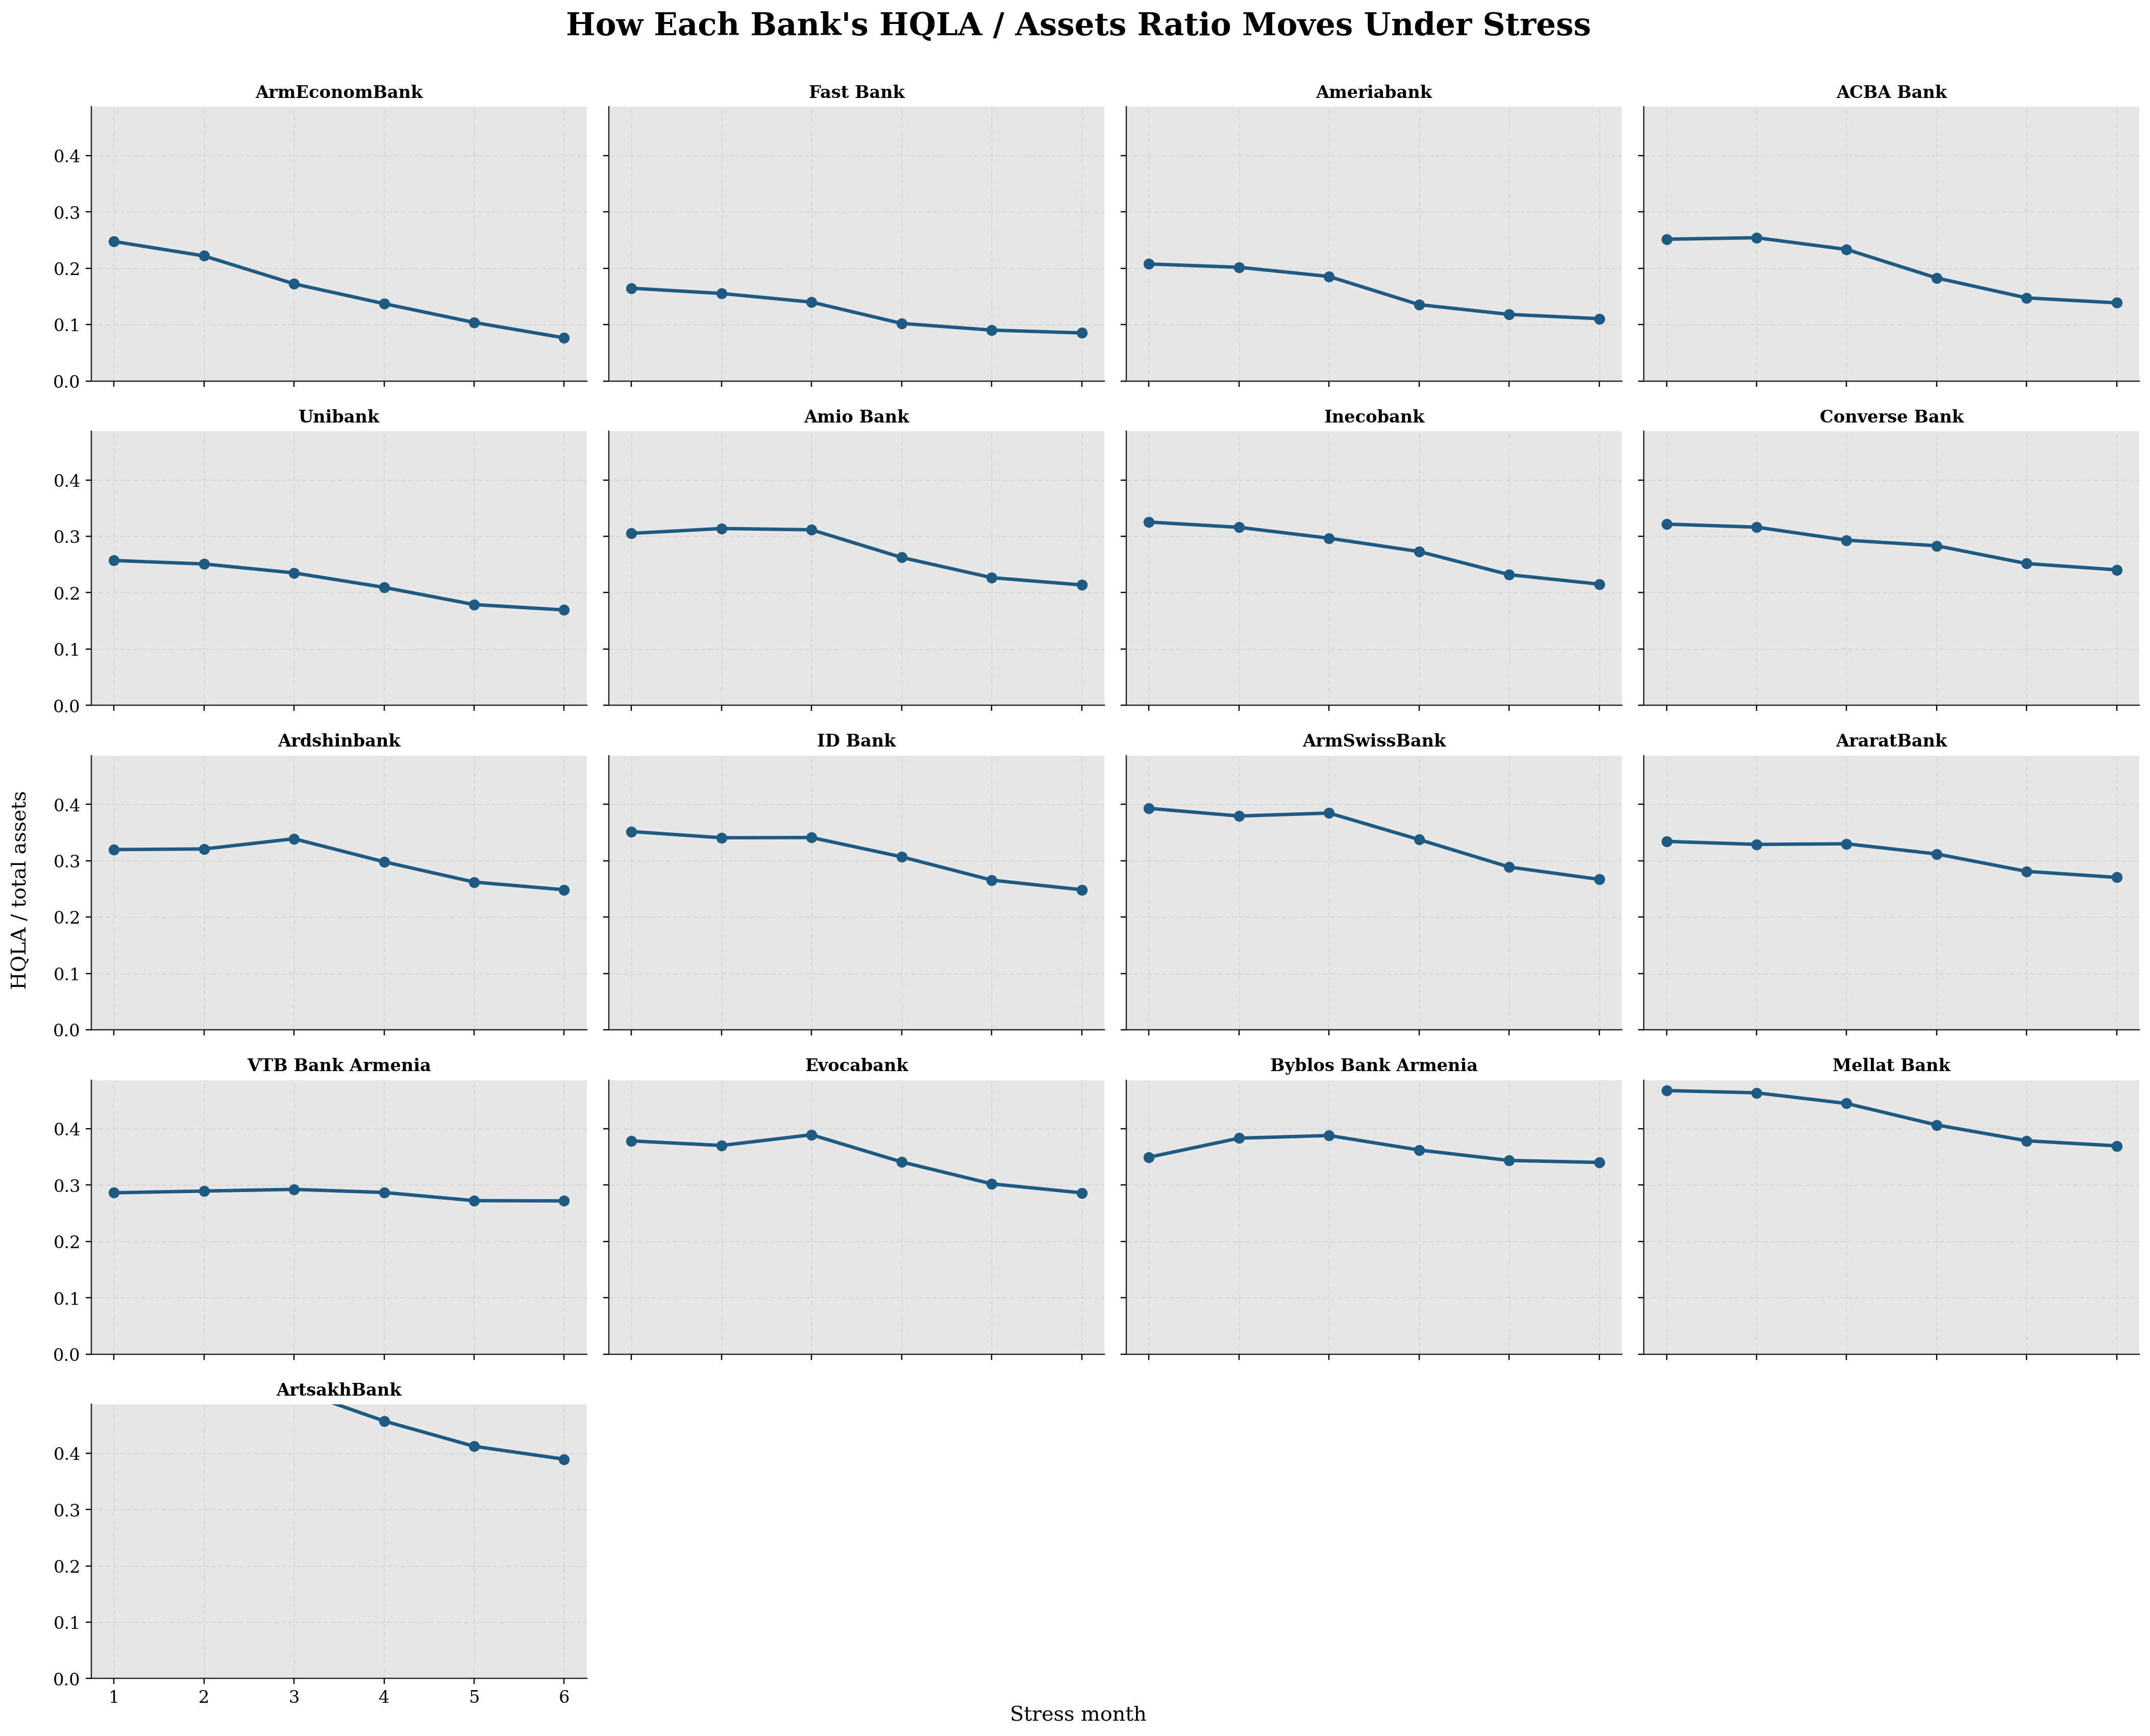 How Each Bank's HQLA / Assets Ratio Moves Under Stress
ArmEconomBank
Fast Bank
Ameriabank
ACBA Bank
0.4
0.3
0.2
0.1
0.0
Unibank
Amio Bank
Inecobank
Converse Bank
0.4
0.3
0.2
0.1
0.0
Ardshinbank
ID Bank
ArmSwissBank
AraratBank
HQLA / total assets
0.4
0.3
0.2
0.1
0.0
VTB Bank Armenia
Evocabank
Byblos Bank Armenia
Mellat Bank
0.4
0.3
0.2
0.1
0.0
ArtsakhBank
0.4
0.3
0.2
0.1
0.0
1 2 3 4 5 6
Stress month